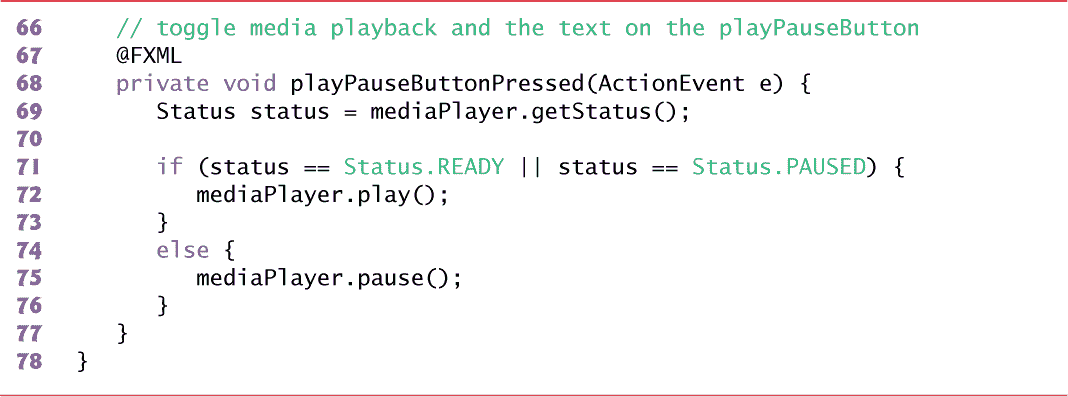 66 // toggle media playback and the text on the playPauseButton
67 @FXML
68 private void playPauseButtonPressed(ActionEvent e) {
69 Status status = mediaPlayer.getStatus();
70
71 if (status == Status.READY || status == Status.PAUSED) {
72 mediaPlayer.play();
73 }
74 else {
75 mediaPlayer.pause();
76 }
77 }
78 }